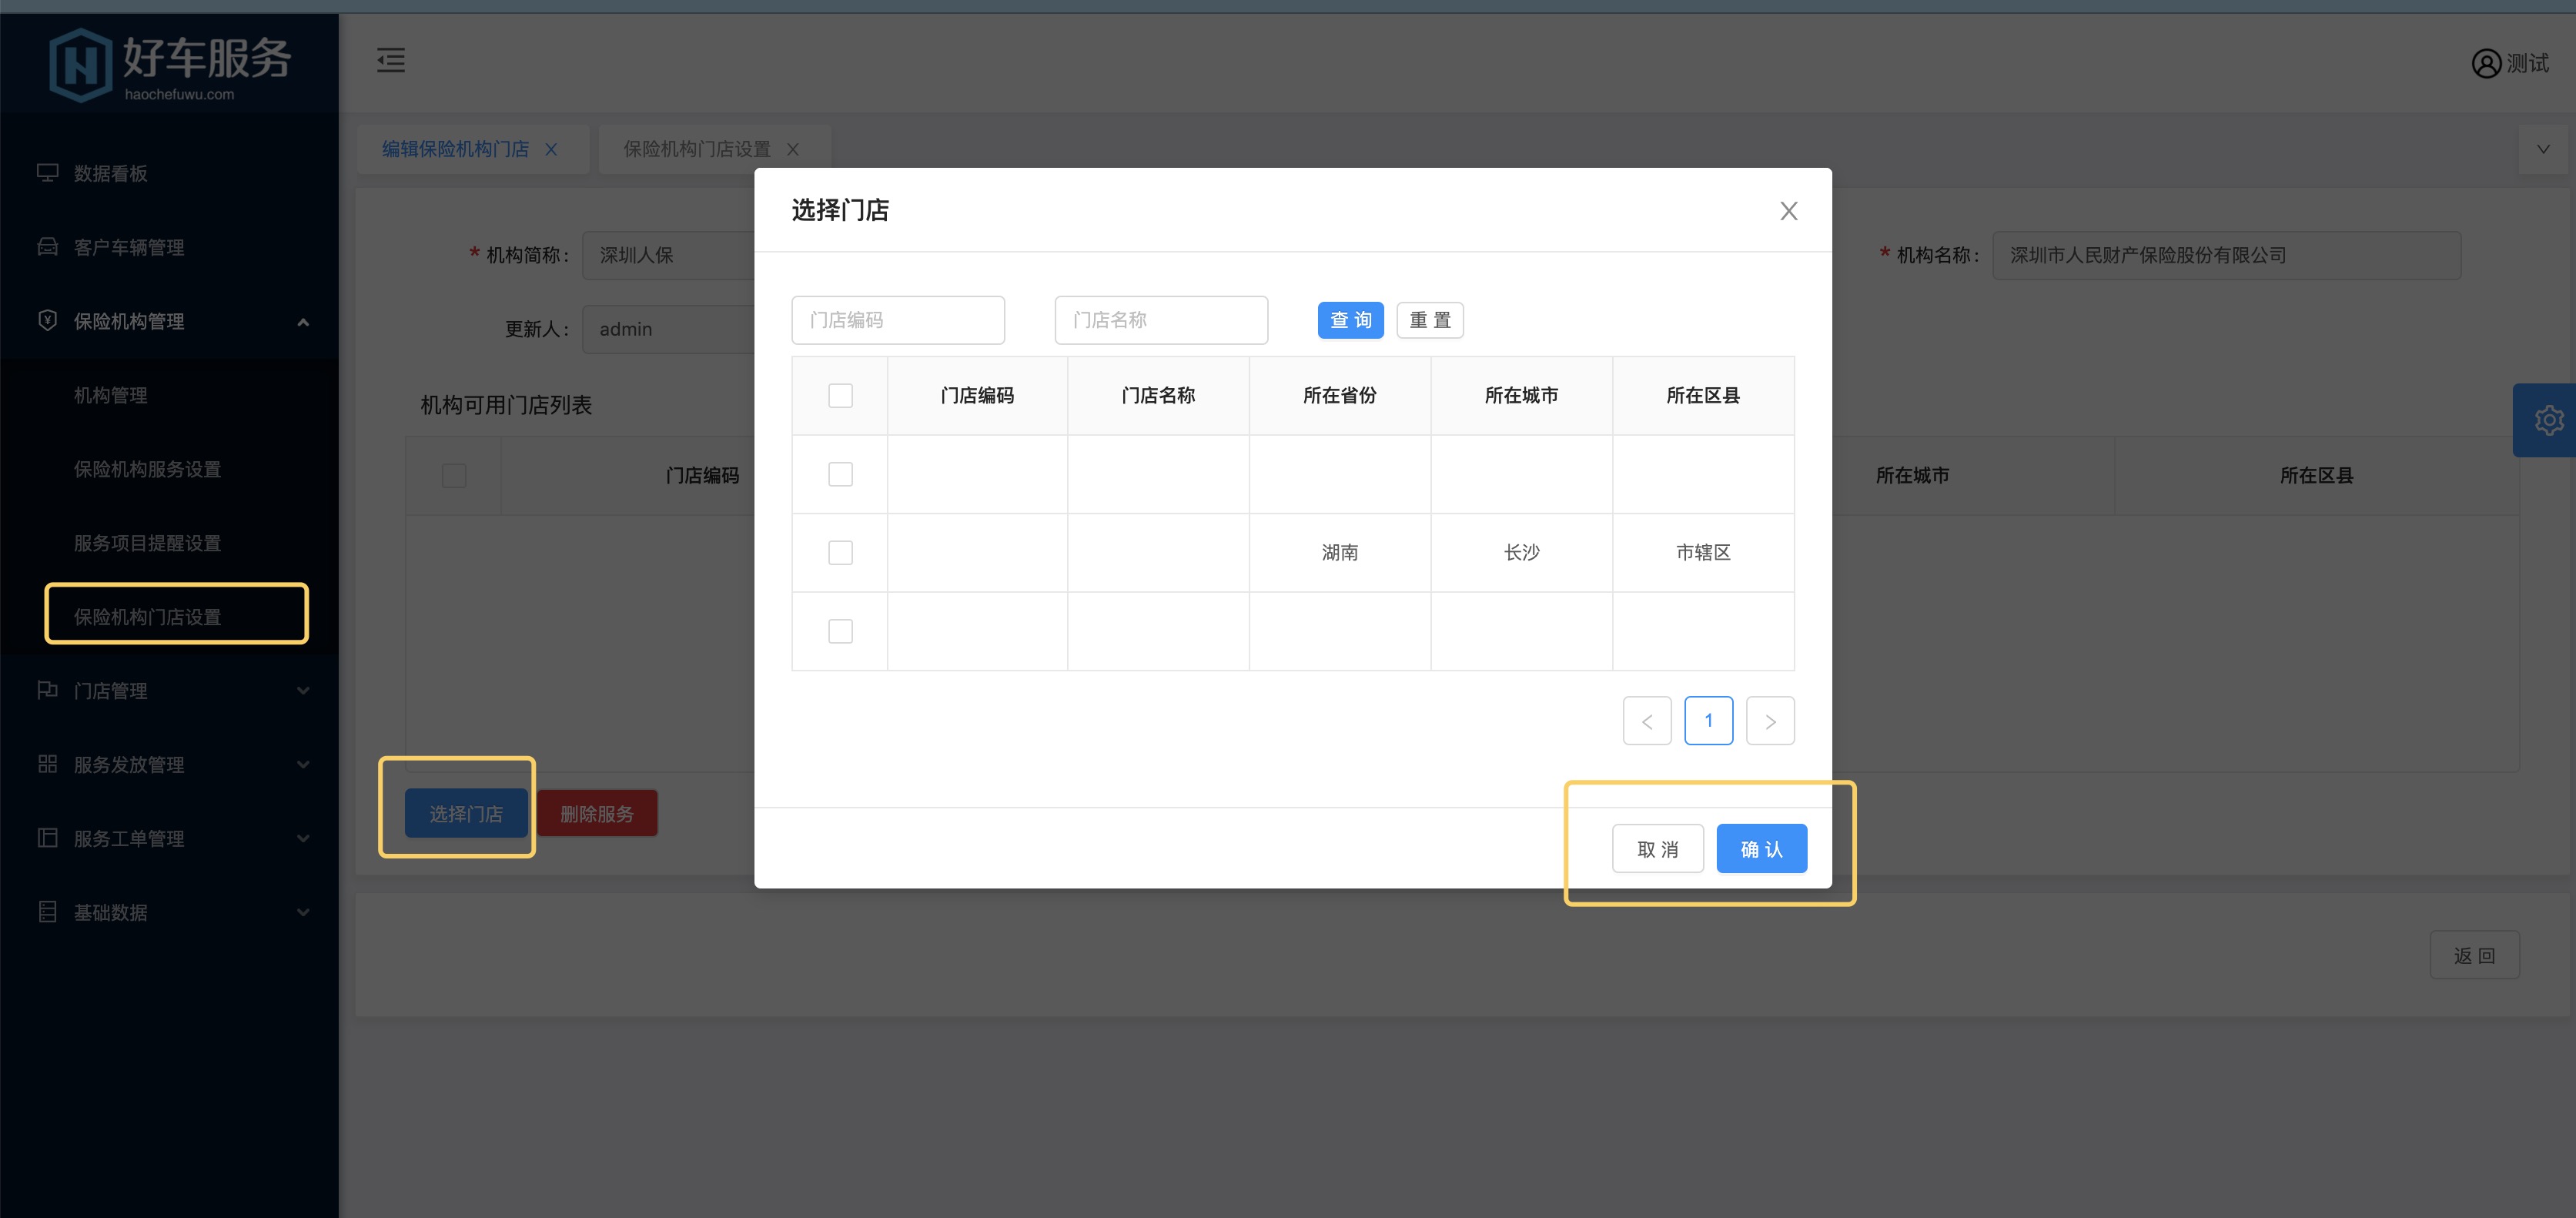 好车服务
haochefuwu.com
测试
数据看板
客户车辆管理
保险机构管理
机构管理
保险机构服务设置
服务项目提醒设置
保险机构门店设置
门店管理
服务发放管理
服务工单管理
基础数据
编辑保险机构门店
保险机构门店设置
* 机构简称: 深圳人保
* 机构名称: 深圳市人民财产保险股份有限公司
更新人: admin
机构可用门店列表
门店编码 所在城市 所在区县
选择门店 删除服务
返 回
选择门店
门店编码 门店名称 查 询 重 置
门店编码 门店名称 所在省份 所在城市 所在区县
湖南 长沙 市辖区
< 1 >
取 消 确 认